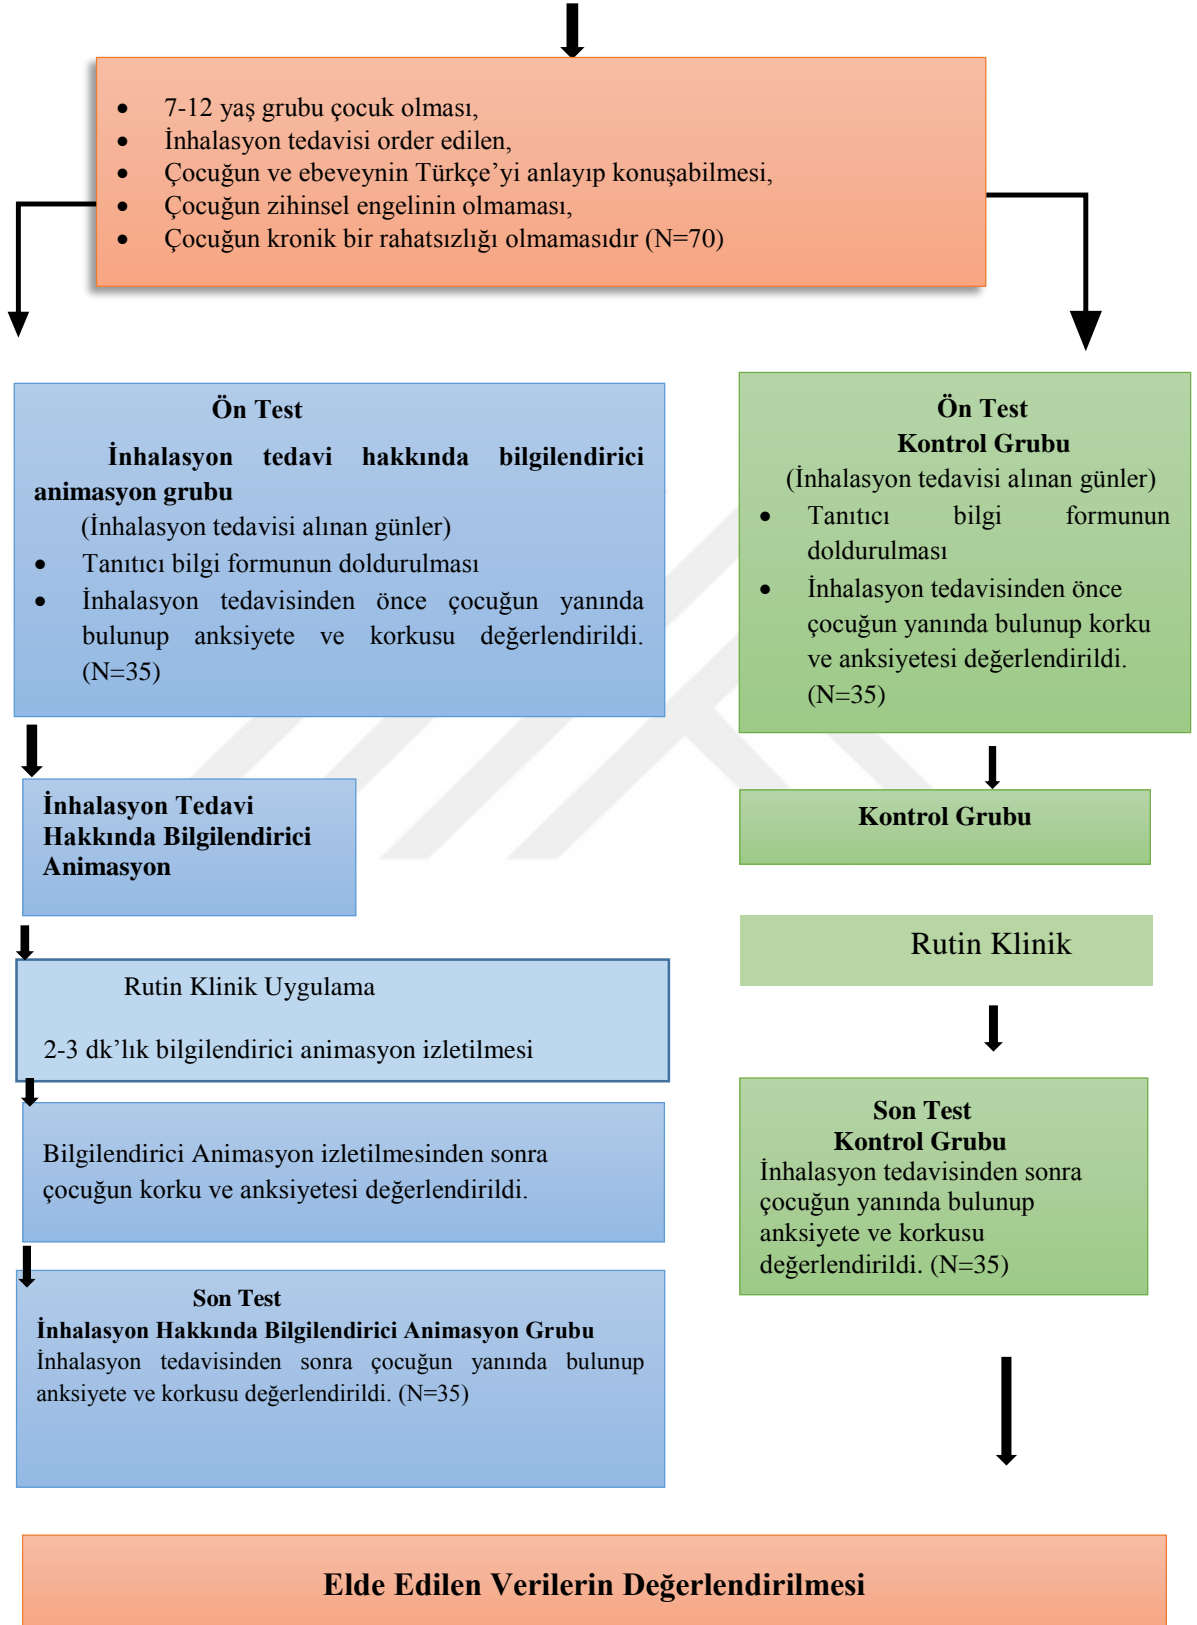 7-12 yaş grubu çocuk olması,
İnhalasyon tedavisi order edilen,
Çocuğun ve ebeveynin Türkçe’yi anlayıp konuşabilmesi,
Çocuğun zihinsel engelinin olmaması,
Çocuğun kronik bir rahatsızlığı olmamasıdır (N=70)
Ön Test
İnhalasyon tedavi hakkında bilgilendirici
animasyon grubu
(İnhalasyon tedavisi alınan günler)
Tanıtıcı bilgi formunun doldurulması
İnhalasyon tedavisinden önce çocuğun yanında
bulunup anksiyete ve korkusu değerlendirildi.
(N=35)
İnhalasyon Tedavi
Hakkında Bilgilendirici
Animasyon
Rutin Klinik Uygulama
2-3 dk’lık bilgilendirici animasyon izletilmesi
Bilgilendirici Animasyon izletilmesinden sonra
çocuğun korku ve anksiyetesi değerlendirildi.
Son Test
İnhalasyon Hakkında Bilgilendirici Animasyon Grubu
İnhalasyon tedavisinden sonra çocuğun yanında bulunup
anksiyete ve korkusu değerlendirildi. (N=35)
Ön Test
Kontrol Grubu
(İnhalasyon tedavisi alınan günler)
Tanıtıcı bilgi formunun
doldurulması
İnhalasyon tedavisinden önce
çocuğun yanında bulunup korku
ve anksiyetesi değerlendirildi.
(N=35)
Kontrol Grubu
Rutin Klinik
Son Test
Kontrol Grubu
İnhalasyon tedavisinden sonra
çocuğun yanında bulunup
anksiyete ve korkusu
değerlendirildi. (N=35)
Elde Edilen Verilerin Değerlendirilmesi